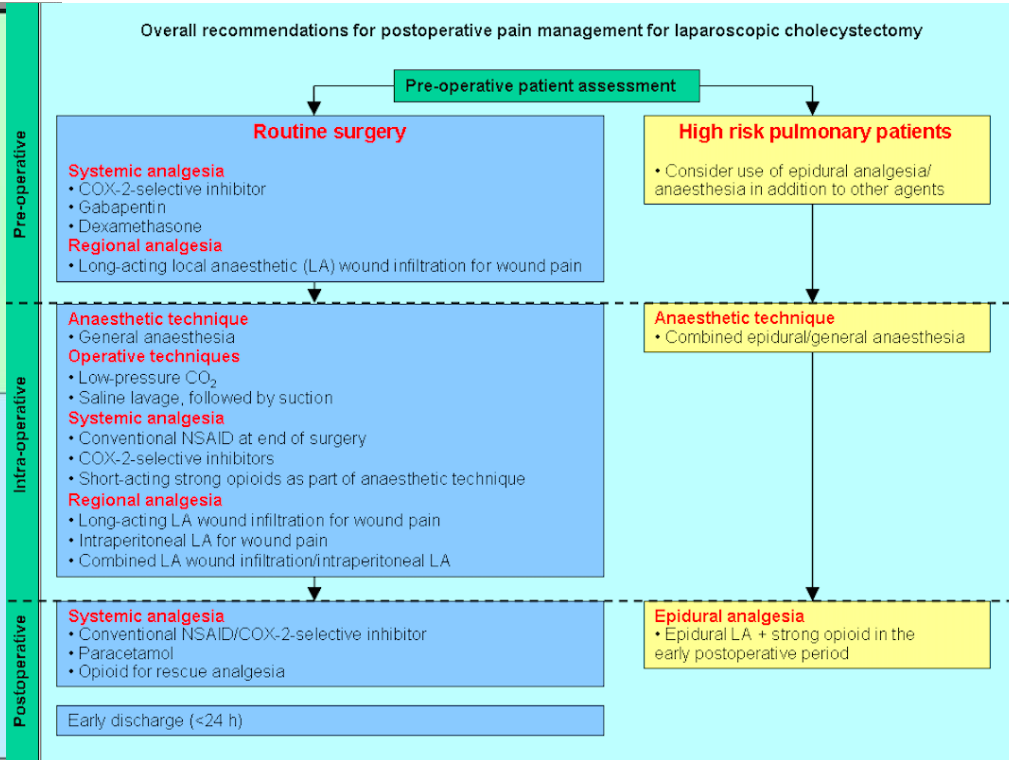 Overall recommendations for postoperative pain management for laparoscopic cholecystectomy
Pre-operative patient assessment
Pre-operative
Routine surgery
Systemic analgesia
• COX-2-selective inhibitor
• Gabapentin
• Dexamethasone
Regional analgesia
• Long-acting local anaesthetic (LA) wound infiltration for wound pain
High risk pulmonary patients
• Consider use of epidural analgesia/
anaesthesia in addition to other agents
Intra-operative
Anaesthetic technique
• General anaesthesia
Operative techniques
• Low-pressure CO₂
• Saline lavage, followed by suction
Systemic analgesia
• Conventional NSAID at end of surgery
• COX-2-selective inhibitors
• Short-acting strong opioids as part of anaesthetic technique
Regional analgesia
• Long-acting LA wound infiltration for wound pain
• Intraperitoneal LA for wound pain
• Combined LA wound infiltration/intraperitoneal LA
Anaesthetic technique
• Combined epidural/general anaesthesia
Postoperative
Systemic analgesia
• Conventional NSAID/COX-2-selective inhibitor
• Paracetamol
• Opioid for rescue analgesia
Early discharge (<24 h)
Epidural analgesia
• Epidural LA + strong opioid in the
early postoperative period